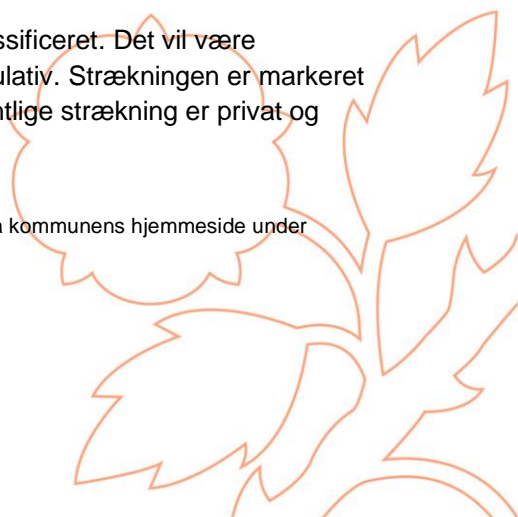 ssificeret. Det vil være
ulativ. Strækningen er markeret
ntlige strækning er privat og
a kommunens hjemmeside under